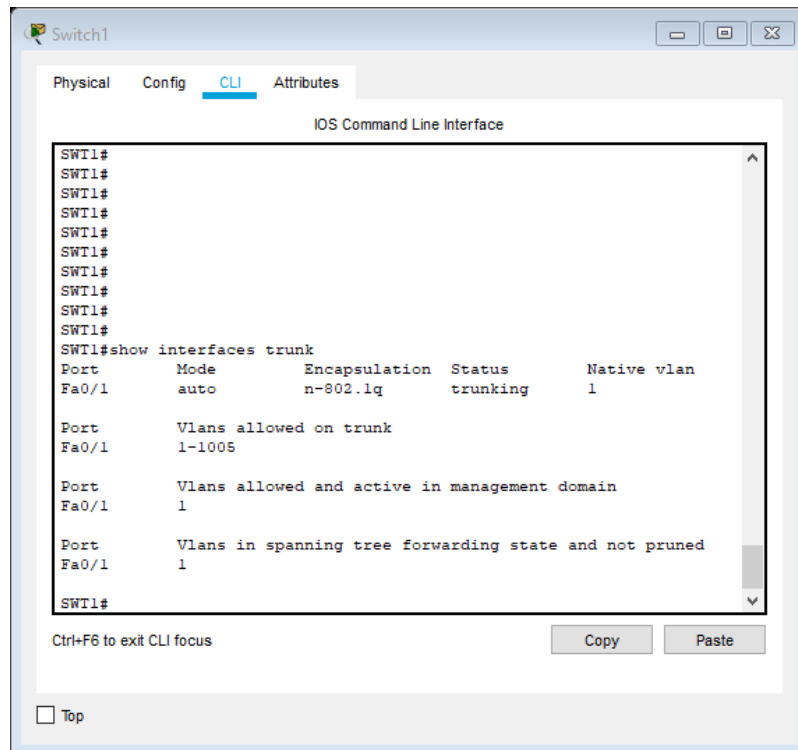 Switch1
Physical Config CLI Attributes
IOS Command Line Interface
SWT1#
SWT1#
SWT1#
SWT1#
SWT1#
SWT1#
SWT1#
SWT1#
SWT1#
SWT1#
SWT1#show interfaces trunk
Port Mode Encapsulation Status Native vlan
Fa0/1 auto n-802.1q trunking 1
Port Vlans allowed on trunk
Fa0/1 1-1005
Port Vlans allowed and active in management domain
Fa0/1 1
Port Vlans in spanning tree forwarding state and not pruned
Fa0/1 1
SWT1#
Ctrl+F6 to exit CLI focus Copy Paste
Top